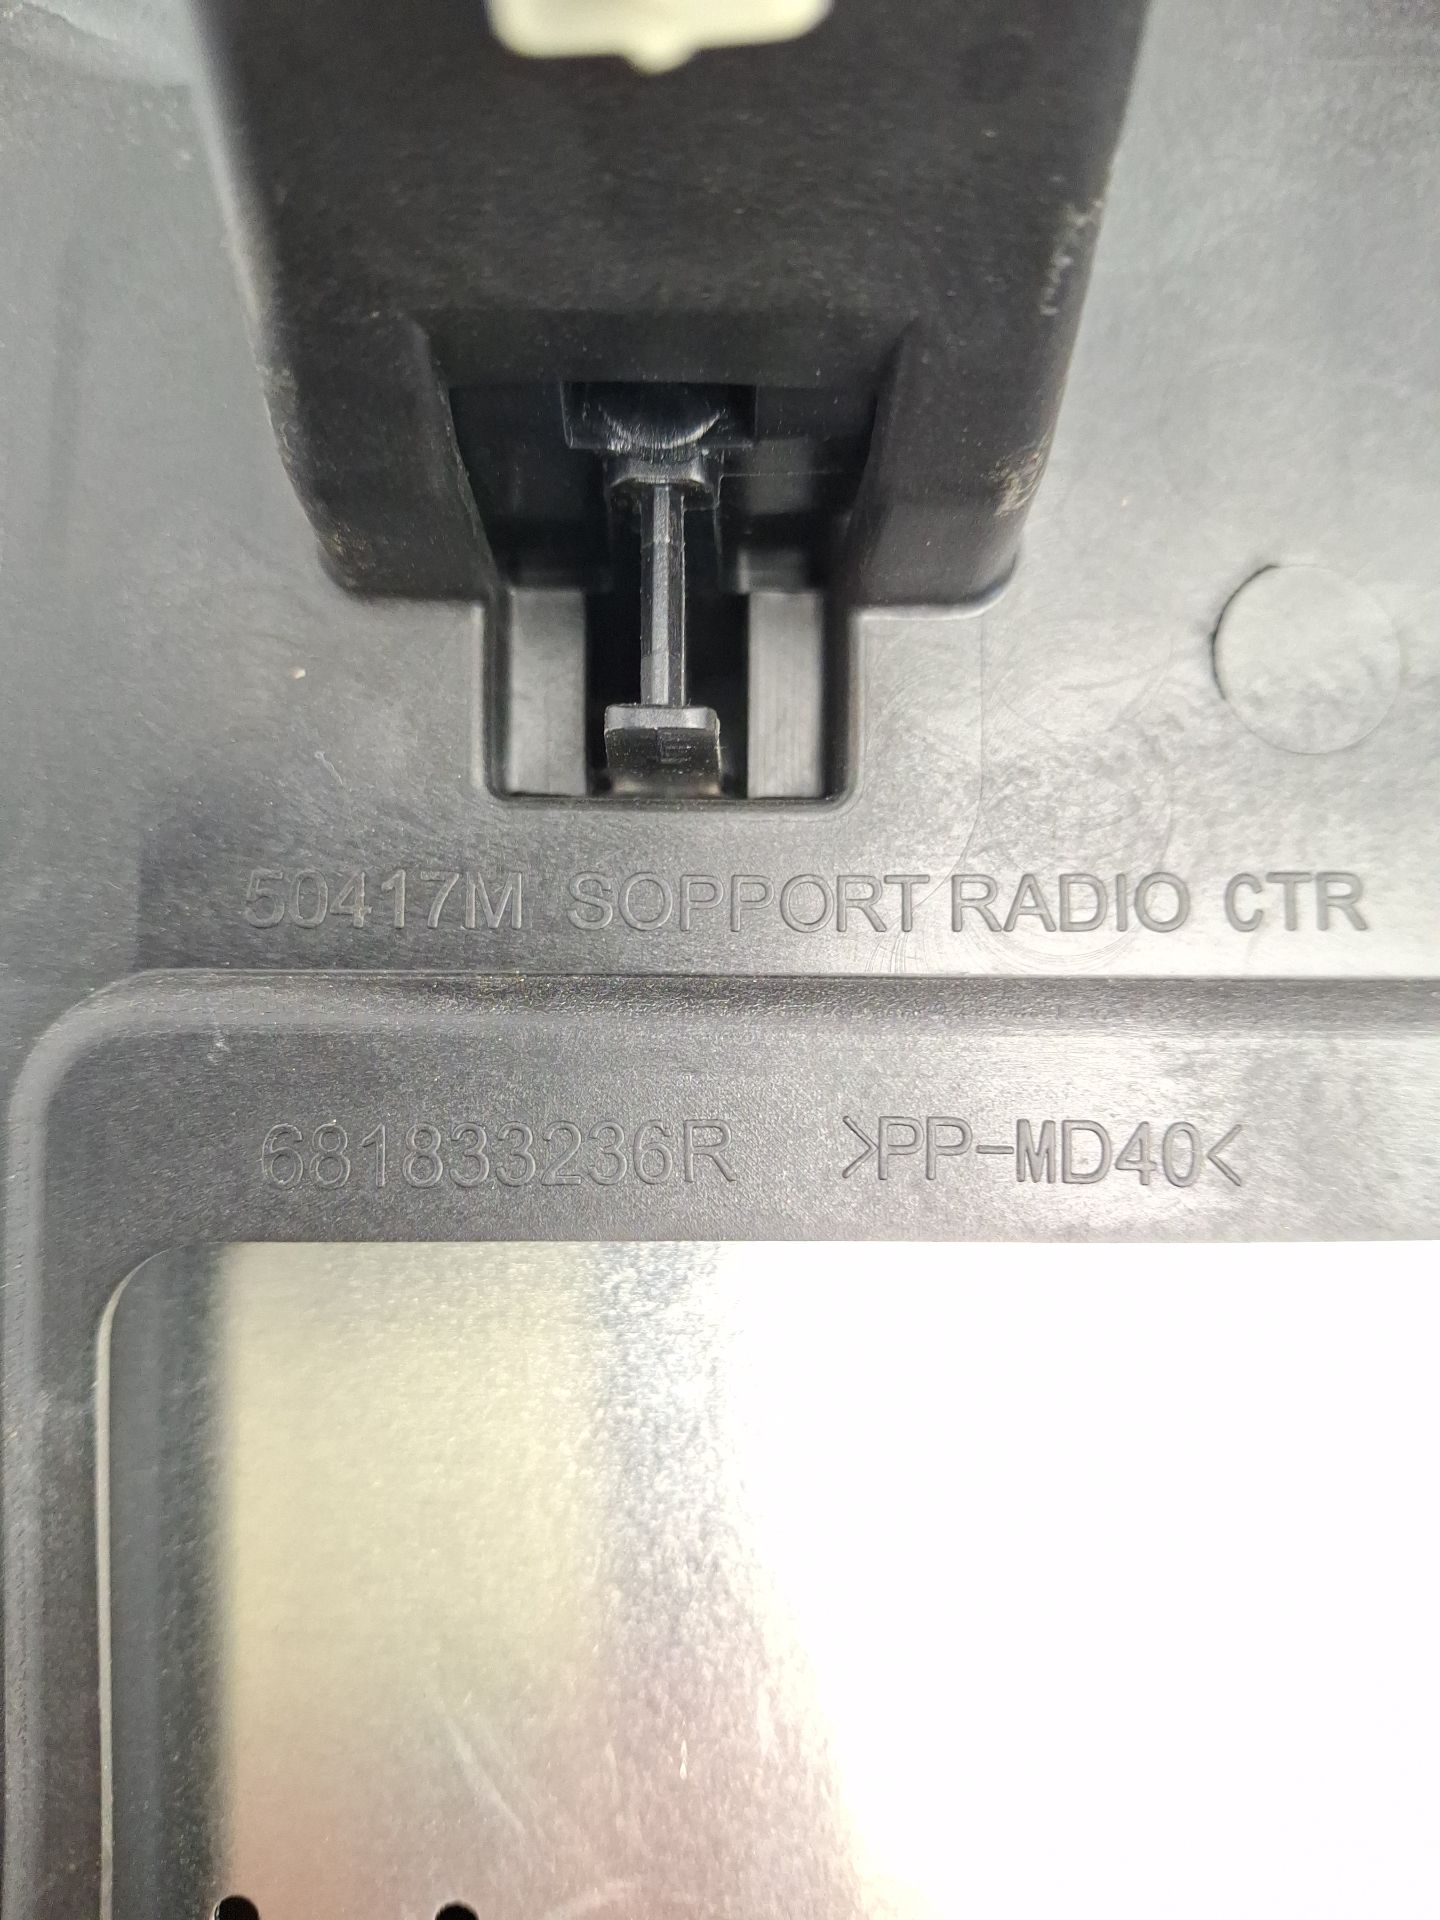 50417M SOPPORT RADIO CTR
681833236R >PP-MD40<